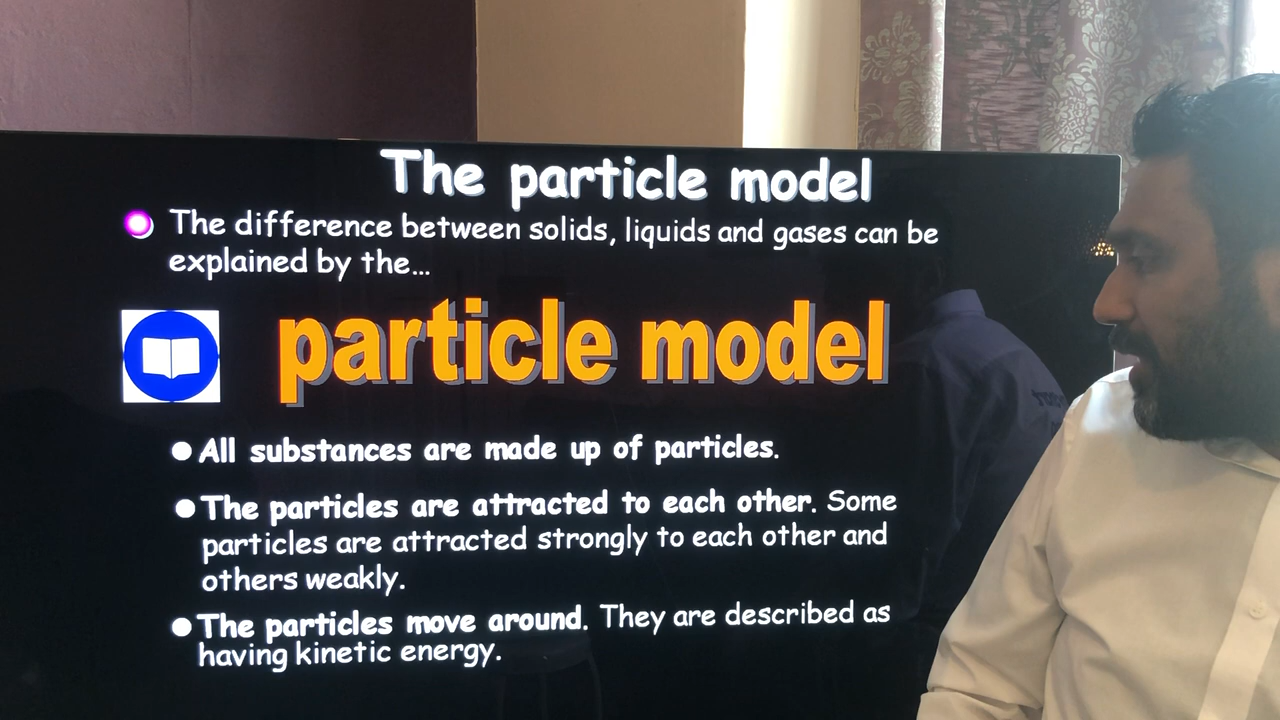 The particle model
The difference between solids, liquids and gases can be
explained by the...
particle model
All substances are made up of particles.
The particles are attracted to each other. Some
particles are attracted strongly to each other and
others weakly.
The particles move around. They are described as
having kinetic energy.